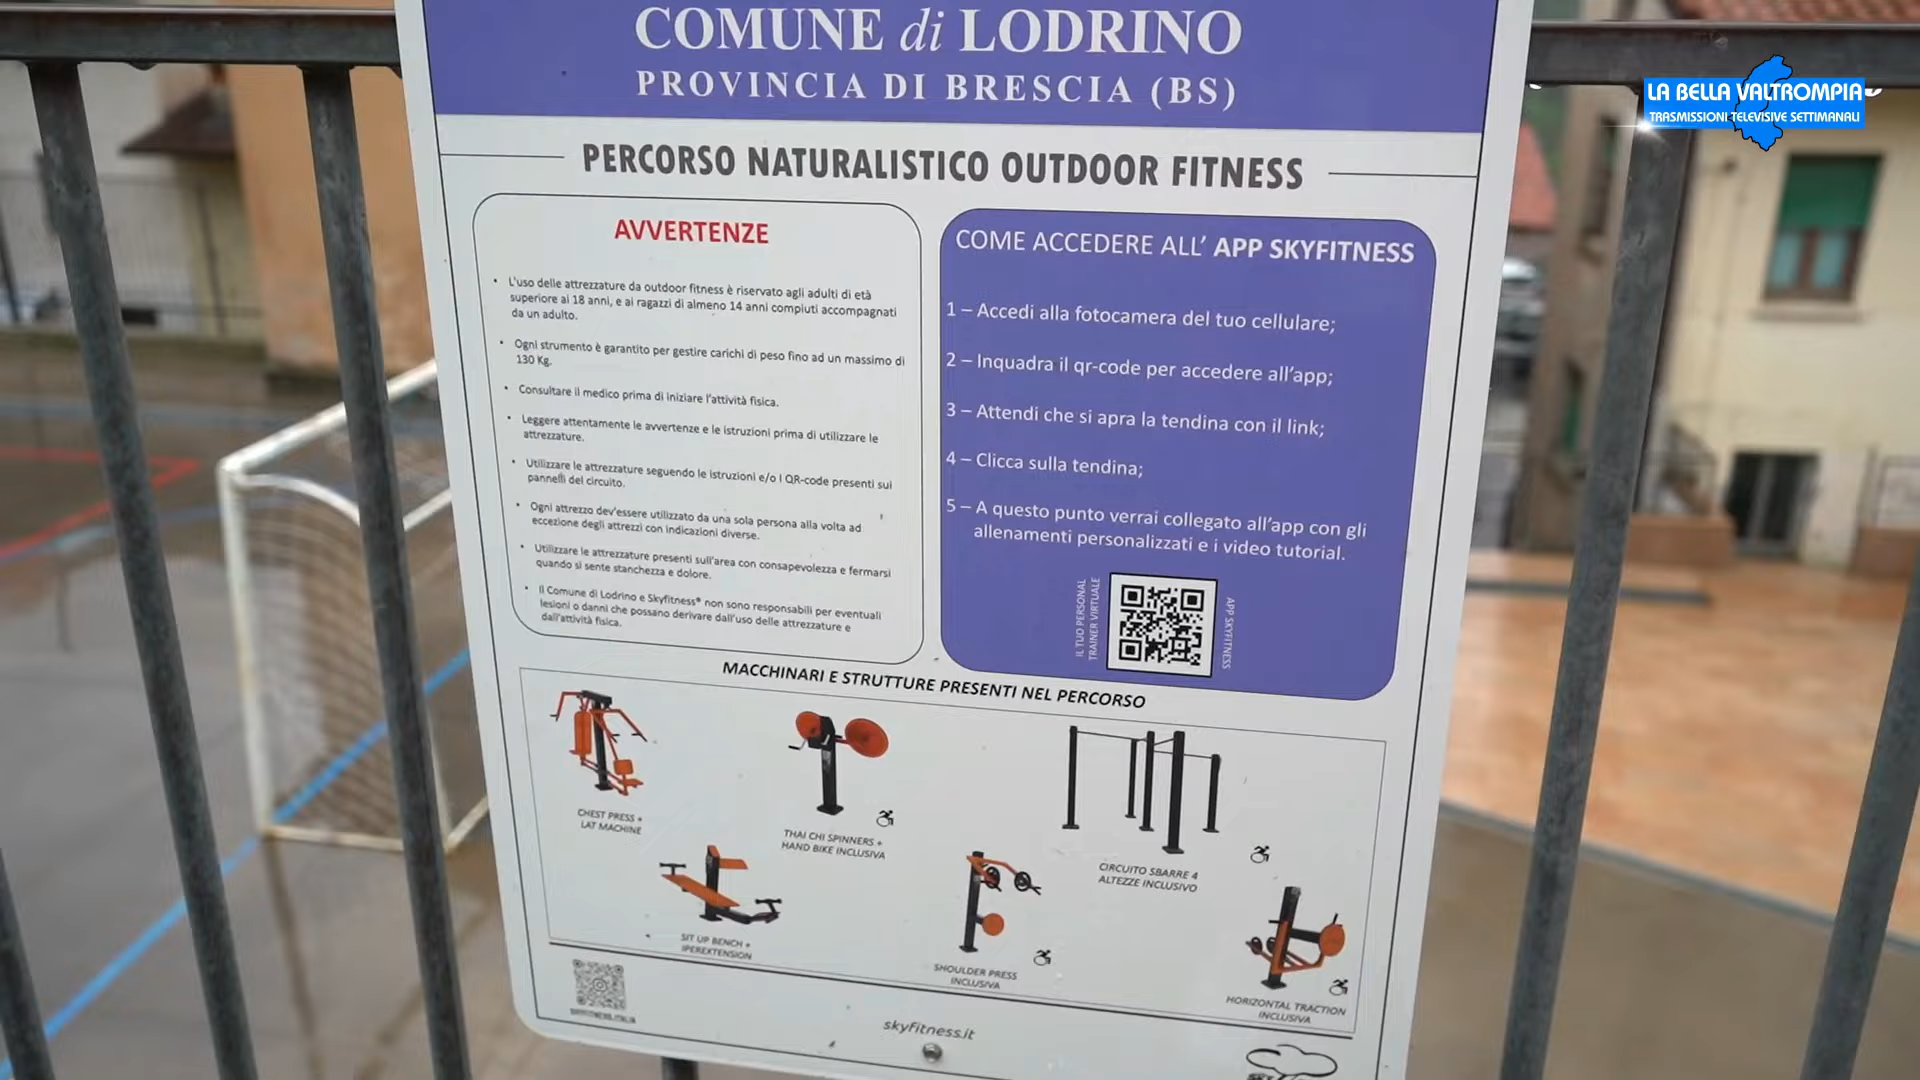 COMUNE di LODRINO
PROVINCIA DI BRESCIA (BS)
LA BELLA VALTROMPIA
TRASMISSIONI TELEVISIVE SETTIMANALI
PERCORSO NATURALISTICO OUTDOOR FITNESS
AVVERTENZE
• L'uso delle attrezzature da outdoor fitness è riservato agli adulti di età
superiore ai 18 anni, e ai ragazzi di almeno 14 anni compiuti accompagnati
da un adulto.
• Ogni strumento è garantito per gestire carichi di peso fino ad un massimo di
130 Kg.
• Consultare il medico prima di iniziare l'attività fisica.
• Leggere attentamente le avvertenze e le istruzioni prima di utilizzare le
attrezzature.
• Utilizzare le attrezzature seguendo le istruzioni e/o i QR-code presenti sui
pannelli del circuito.
• Ogni attrezzo dev'essere utilizzato da una sola persona alla volta ad
eccezione degli attrezzi con indicazioni diverse.
• Utilizzare le attrezzature presenti sull'area con consapevolezza e fermarsi
quando si sente stanchezza e dolore.
• Il Comune di Lodrino e Skyfitness® non sono responsabili per eventuali
lesioni o danni che possano derivare dall'uso delle attrezzature e
dall'attività fisica.
COME ACCEDERE ALL' APP SKYFITNESS
1 – Accedi alla fotocamera del tuo cellulare;
2 – Inquadra il qr-code per accedere all'app;
3 – Attendi che si apra la tendina con il link;
4 – Clicca sulla tendina;
5 – A questo punto verrai collegato all'app con gli
allenamenti personalizzati e i video tutorial.
IL TUO PERSONAL
TRAINER VIRTUALE
APP SKYFITNESS
MACCHINARI E STRUTTURE PRESENTI NEL PERCORSO
CHEST PRESS +
LAT MACHINE
THAI CHI SPINNERS +
HAND BIKE INCLUSIVA
CIRCUITO SBARRE 4
ALTEZZE INCLUSIVO
SIT UP BENCH +
IPEREXTENSION
SHOULDER PRESS
INCLUSIVA
HORIZONTAL TRACTION
INCLUSIVA
skyfitness.it